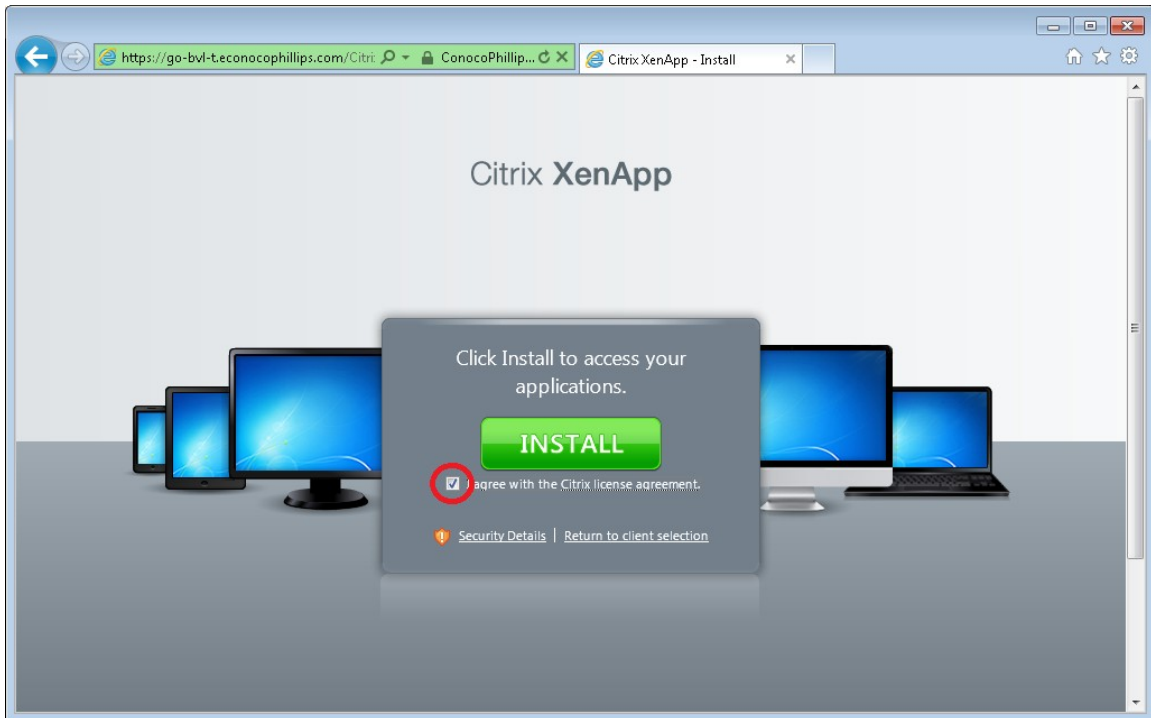 https://go-bvl-t.econocophillips.com/Citri
ConocoPhillip...
Citrix XenApp - Install
Citrix XenApp
Click Install to access your
applications.
INSTALL
I agree with the Citrix license agreement.
Security Details | Return to client selection